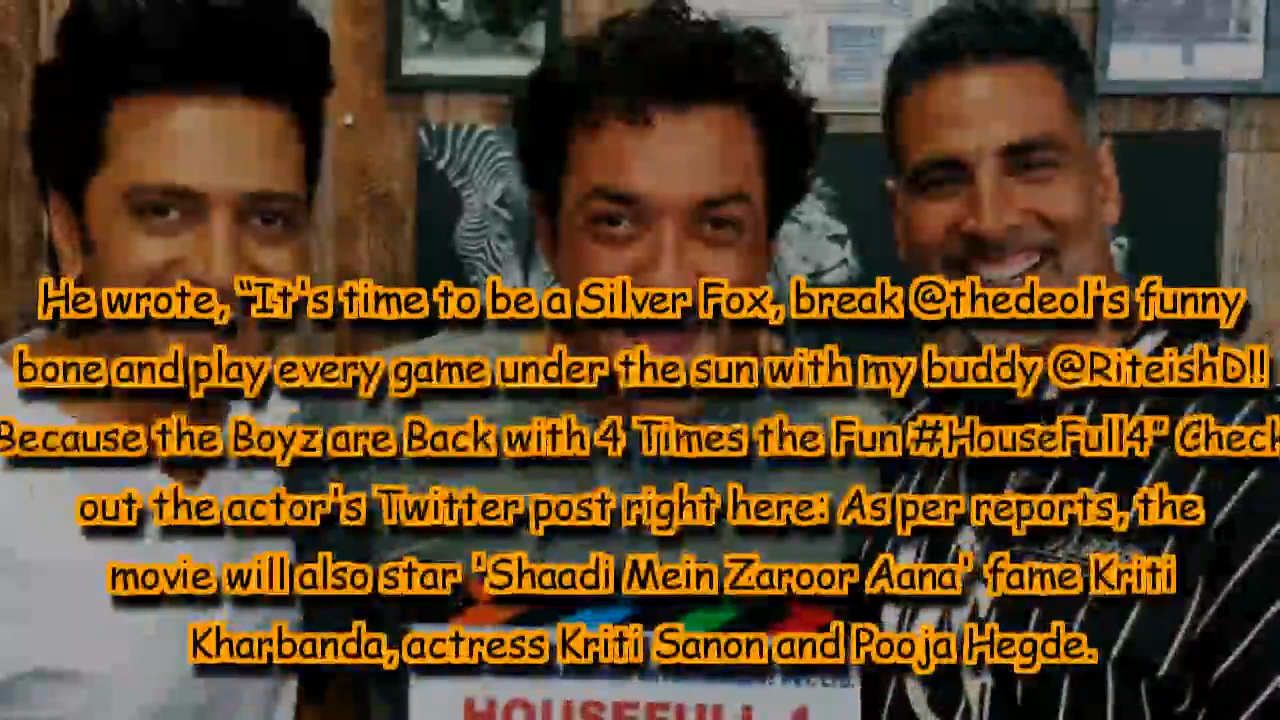 He wrote, "It's time to be a Silver Fox, break @thedeol's funny
bone and play every game under the sun with my buddy @RiteishD!!
Because the Boyz are Back with 4 Times the Fun #HouseFull4" Check
out the actor's Twitter post right here: As per reports, the
movie will also star 'Shaadi Mein Zaroor Aana' fame Kriti
Kharbanda, actress Kriti Sanon and Pooja Hegde.
HOUSEFULL 4